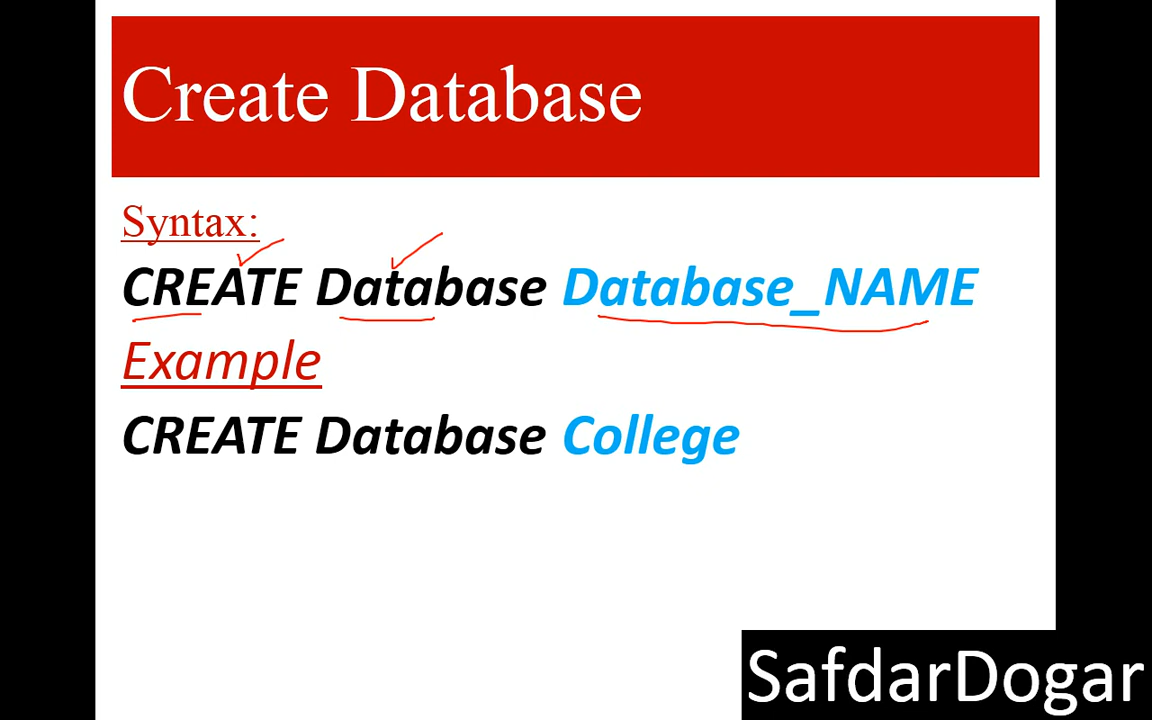 Create Database
Syntax:
CREATE Database Database_NAME
Example
CREATE Database College
SafdarDogar